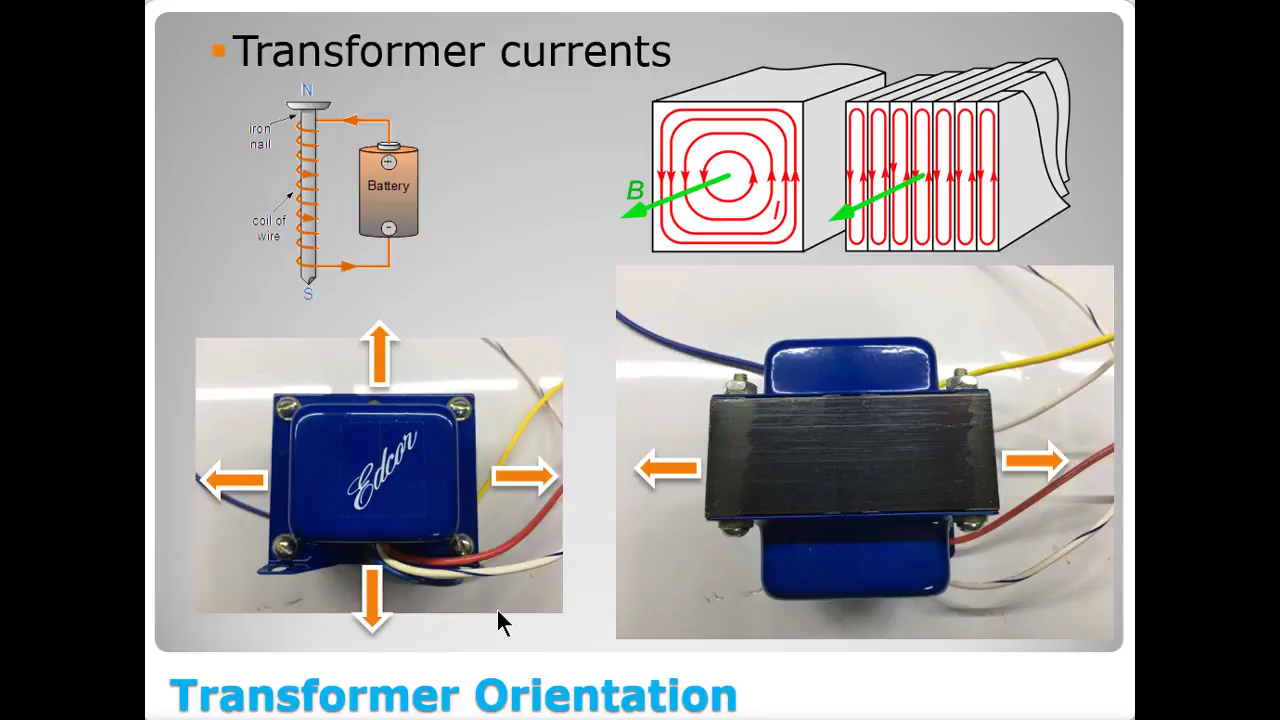 Transformer currents
N
iron
nail
+
Battery
coil of
wire
-
S
B
I
Edcor
Transformer Orientation